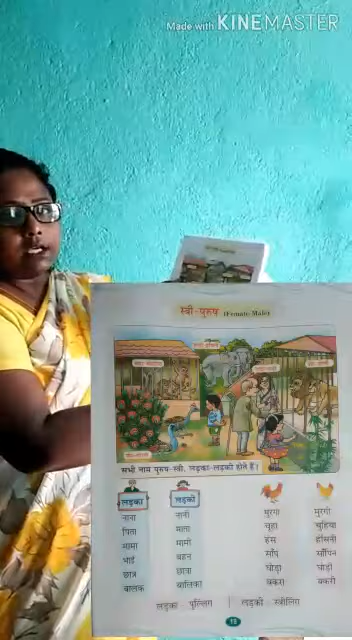 Made with KINEMASTER
स्त्री-पुरुष (Female-Male)
सभी नाम पुरुष-स्त्री, लड़का-लड़की होते हैं।
लड़का लड़की
नाना नानी मुरगा मुरगी
पिता माता चूहा चुहिया
मामा मामी हंस हंसिनी
भाई बहन साँप साँपिन
छात्र छात्रा घोड़ा घोड़ी
बालक बालिका बकरा बकरी
लड़का - पुल्लिंग लड़की - स्त्रीलिंग